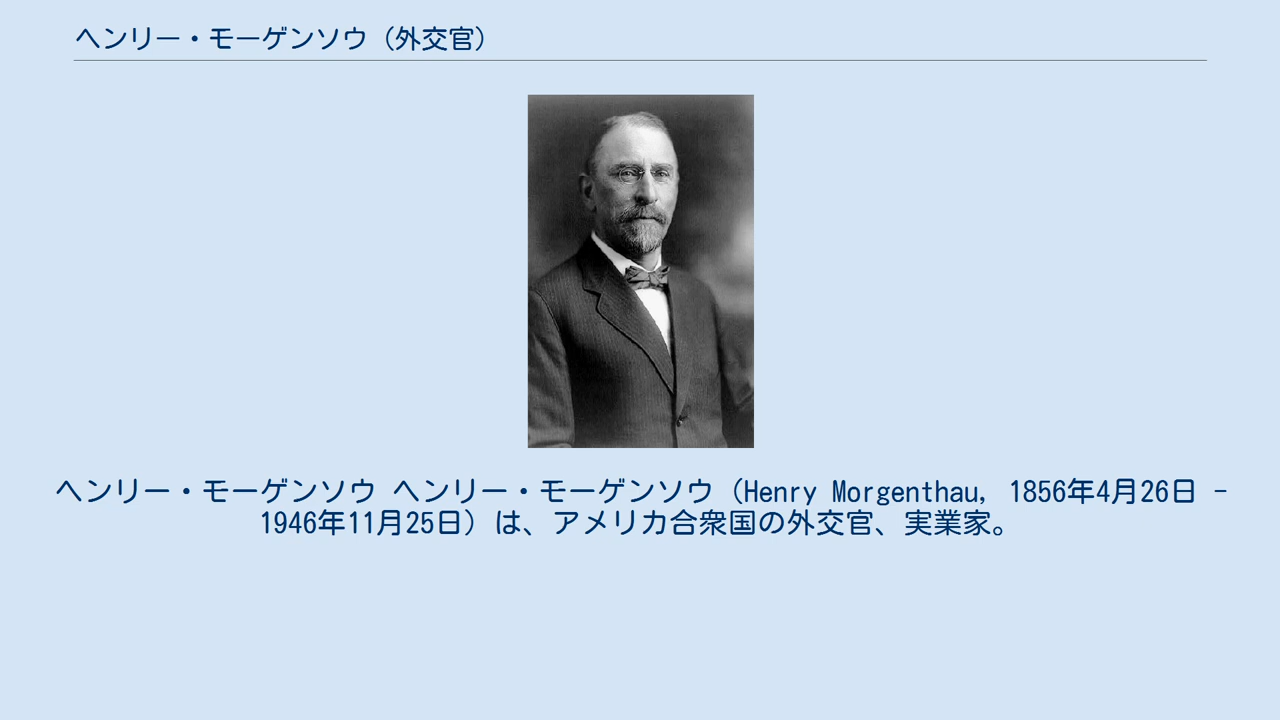 ヘンリー・モーゲンソウ（外交官）
ヘンリー・モーゲンソウ ヘンリー・モーゲンソウ（Henry Morgenthau, 1856年4月26日 -
1946年11月25日）は、アメリカ合衆国の外交官、実業家。